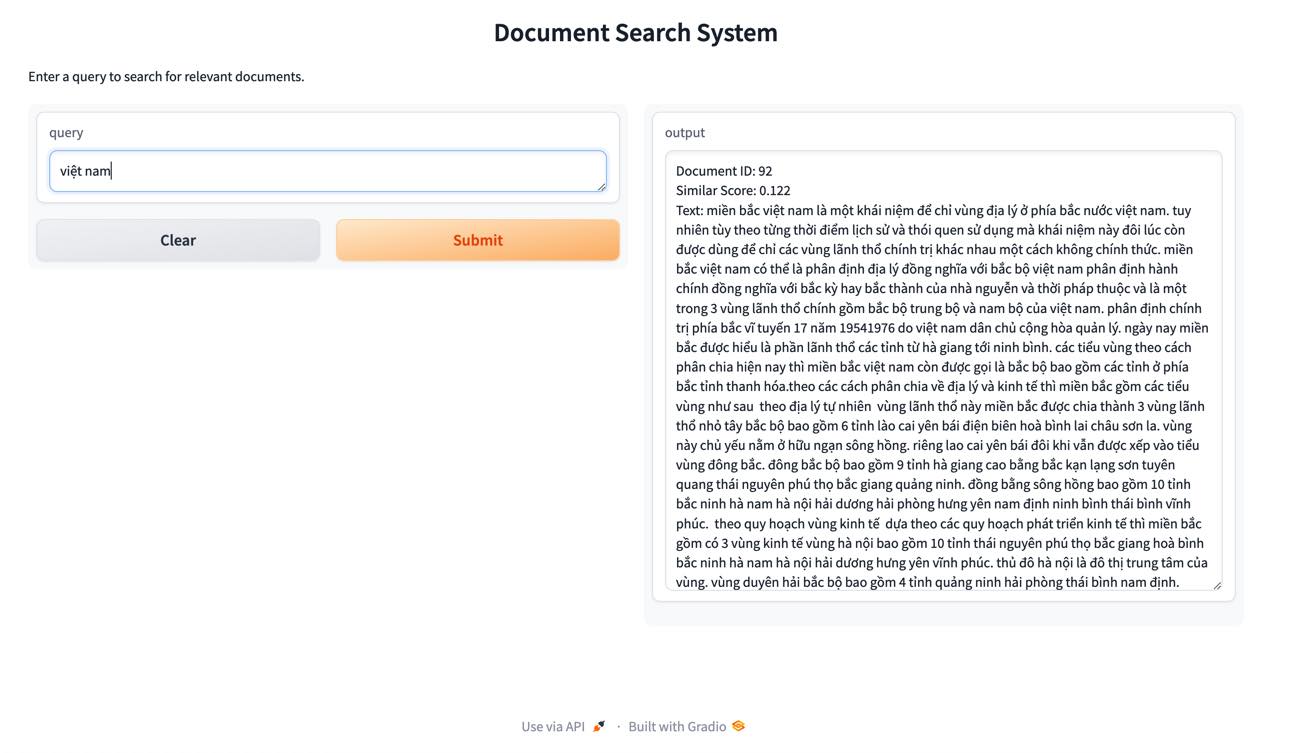 Document Search System
Enter a query to search for relevant documents.
query
việt nam
Clear
Submit
output
Document ID: 92
Similar Score: 0.122
Text: miền bắc việt nam là một khái niệm để chỉ vùng địa lý ở phía bắc nước việt nam. tuy
nhiên tùy theo từng thời điểm lịch sử và thói quen sử dụng mà khái niệm này đôi lúc còn
được dùng để chỉ các vùng lãnh thổ chính trị khác nhau một cách không chính thức. miền
bắc việt nam có thể là phân định địa lý đồng nghĩa với bắc bộ việt nam phân định hành
chính đồng nghĩa với bắc kỳ hay bắc thành của nhà nguyễn và thời pháp thuộc và là một
trong 3 vùng lãnh thổ chính gồm bắc bộ trung bộ và nam bộ của việt nam. phân định chính
trị phía bắc vĩ tuyến 17 năm 19541976 do việt nam dân chủ cộng hòa quản lý. ngày nay miền
bắc được hiểu là phần lãnh thổ các tỉnh từ hà giang tới ninh bình. các tiểu vùng theo cách
phân chia hiện nay thì miền bắc việt nam còn được gọi là bắc bộ bao gồm các tỉnh ở phía
bắc tỉnh thanh hóa.theo các cách phân chia về địa lý và kinh tế thì miền bắc gồm các tiểu
vùng như sau  theo địa lý tự nhiên  vùng lãnh thổ này miền bắc được chia thành 3 vùng lãnh
thổ nhỏ tây bắc bộ bao gồm 6 tỉnh lào cai yên bái điện biên hoà bình lai châu sơn la. vùng
này chủ yếu nằm ở hữu ngạn sông hồng. riêng lao cai yên bái đôi khi vẫn được xếp vào tiểu
vùng đông bắc. đông bắc bộ bao gồm 9 tỉnh hà giang cao bằng bắc kạn lạng sơn tuyên
quang thái nguyên phú thọ bắc giang quảng ninh. đồng bằng sông hồng bao gồm 10 tỉnh
bắc ninh hà nam hà nội hải dương hải phòng hưng yên nam định ninh bình thái bình vĩnh
phúc.  theo quy hoạch vùng kinh tế  dựa theo các quy hoạch phát triển kinh tế thì miền bắc
gồm có 3 vùng kinh tế vùng hà nội bao gồm 10 tỉnh thái nguyên phú thọ bắc giang hoà bình
bắc ninh hà nam hà nội hải dương hưng yên vĩnh phúc. thủ đô hà nội là đô thị trung tâm của
vùng. vùng duyên hải bắc bộ bao gồm 4 tỉnh quảng ninh hải phòng thái bình nam định.
Use via API · Built with Gradio